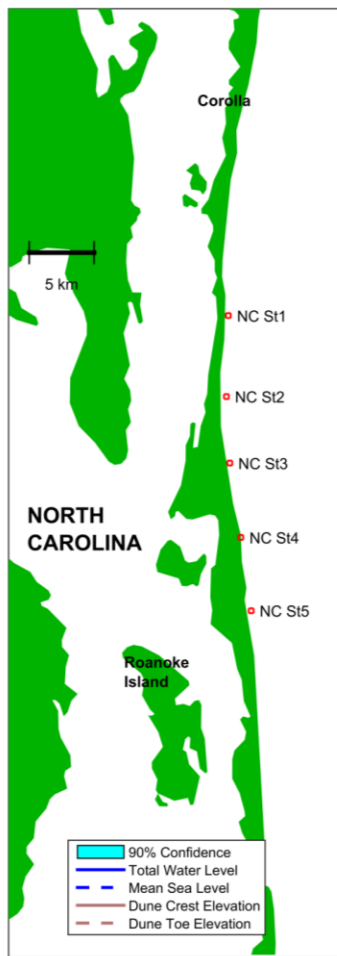 Corolla
5 km
NC St1
NC St2
NC St3
NORTH
CAROLINA
NC St4
NC St5
Roanoke
Island
90% Confidence
Total Water Level
Mean Sea Level
Dune Crest Elevation
Dune Toe Elevation